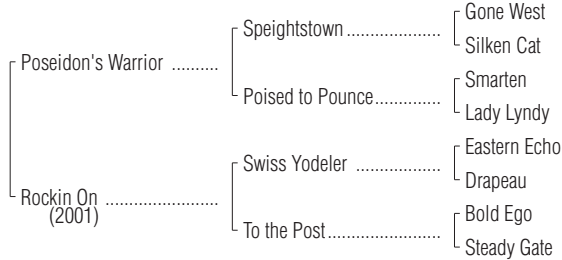 Gone West
Speightstown ....................
Silken Cat
Poseidon's Warrior ..........
Smarten
Poised to Pounce..............
Lady Lyndy
Eastern Echo
Swiss Yodeler ..................
Drapeau
Rockin On ........................
(2001)
Bold Ego
To the Post........................
Steady Gate